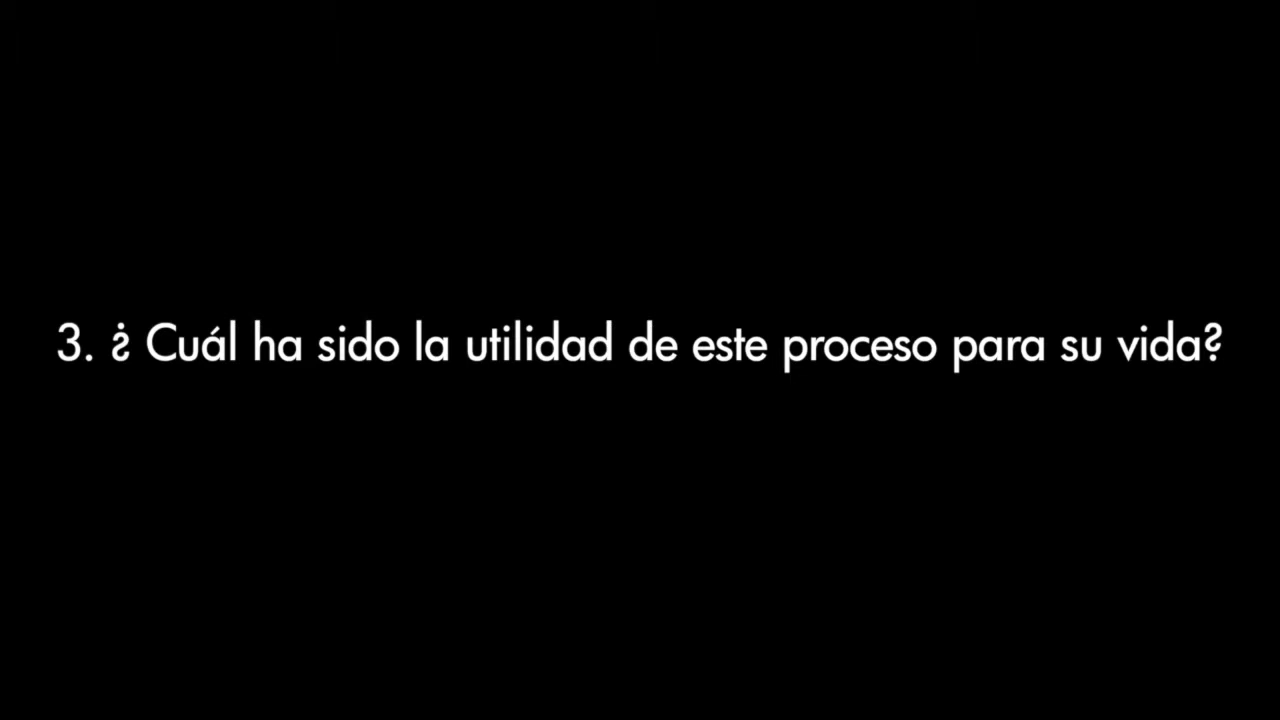 3. ¿ Cuál ha sido la utilidad de este proceso para su vida?